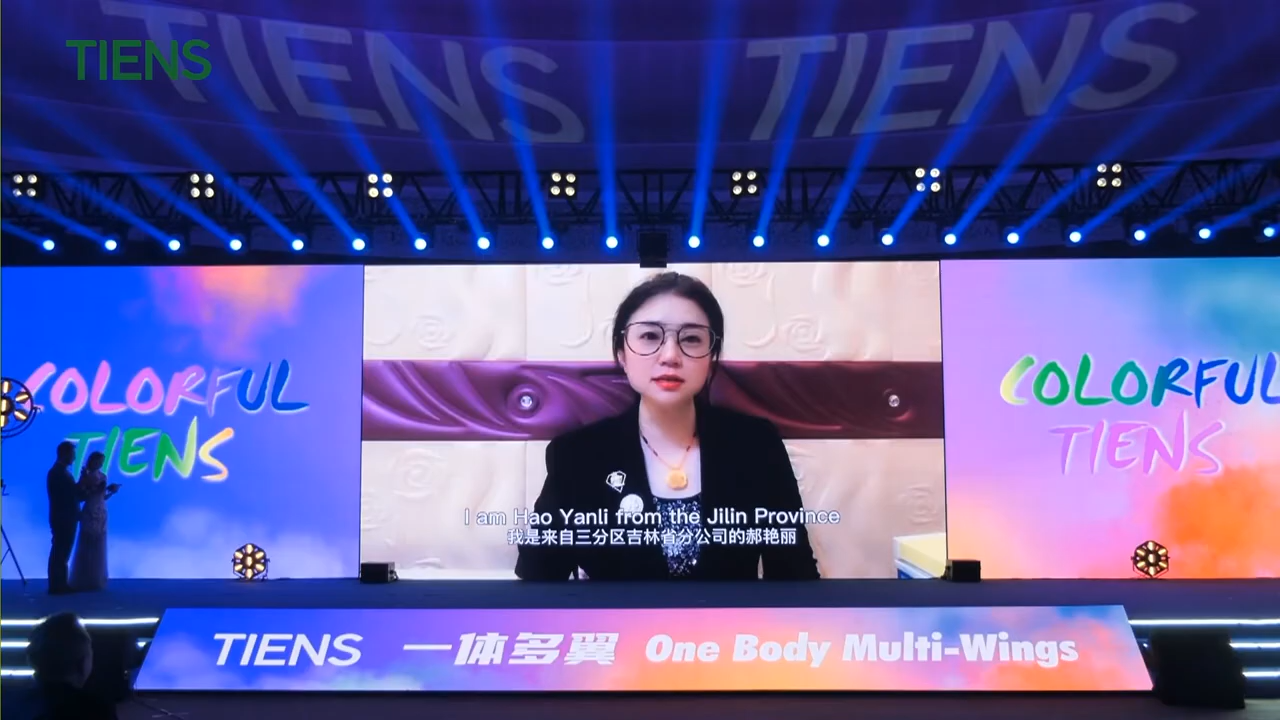 TIENS
TIENS
TIENS
COLORFUL
TIENS
COLORFUL
TIENS
I am Hao Yanli from the Jilin Province
我是来自三分区吉林省分公司的郝艳丽
TIENS 一体多翼 One Body Multi-Wings